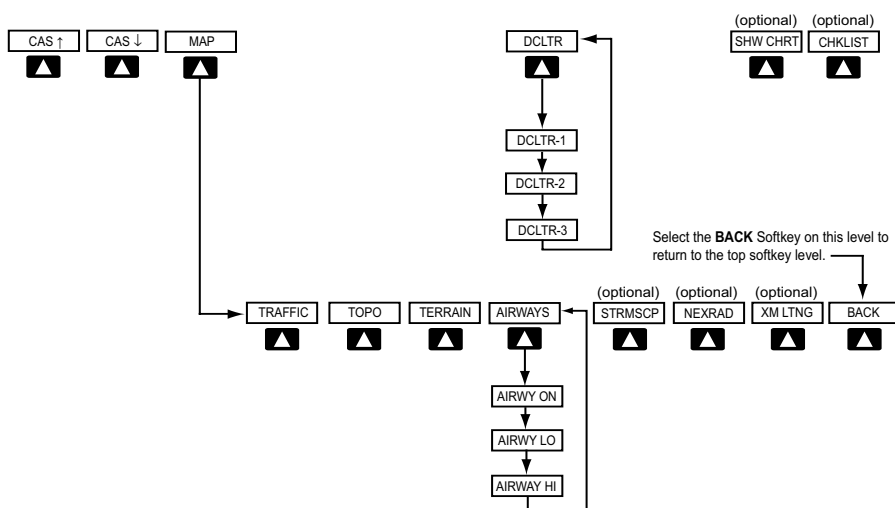 (optional) (optional)
CAS ↑ CAS ↓ MAP DCLTR SHW CHRT CHKLIST
DCLTR-1
DCLTR-2
DCLTR-3
Select the BACK Softkey on this level to
return to the top softkey level.
(optional) (optional) (optional)
TRAFFIC TOPO TERRAIN AIRWAYS STRMSCP NEXRAD XM LTNG BACK
AIRWY ON
AIRWY LO
AIRWAY HI